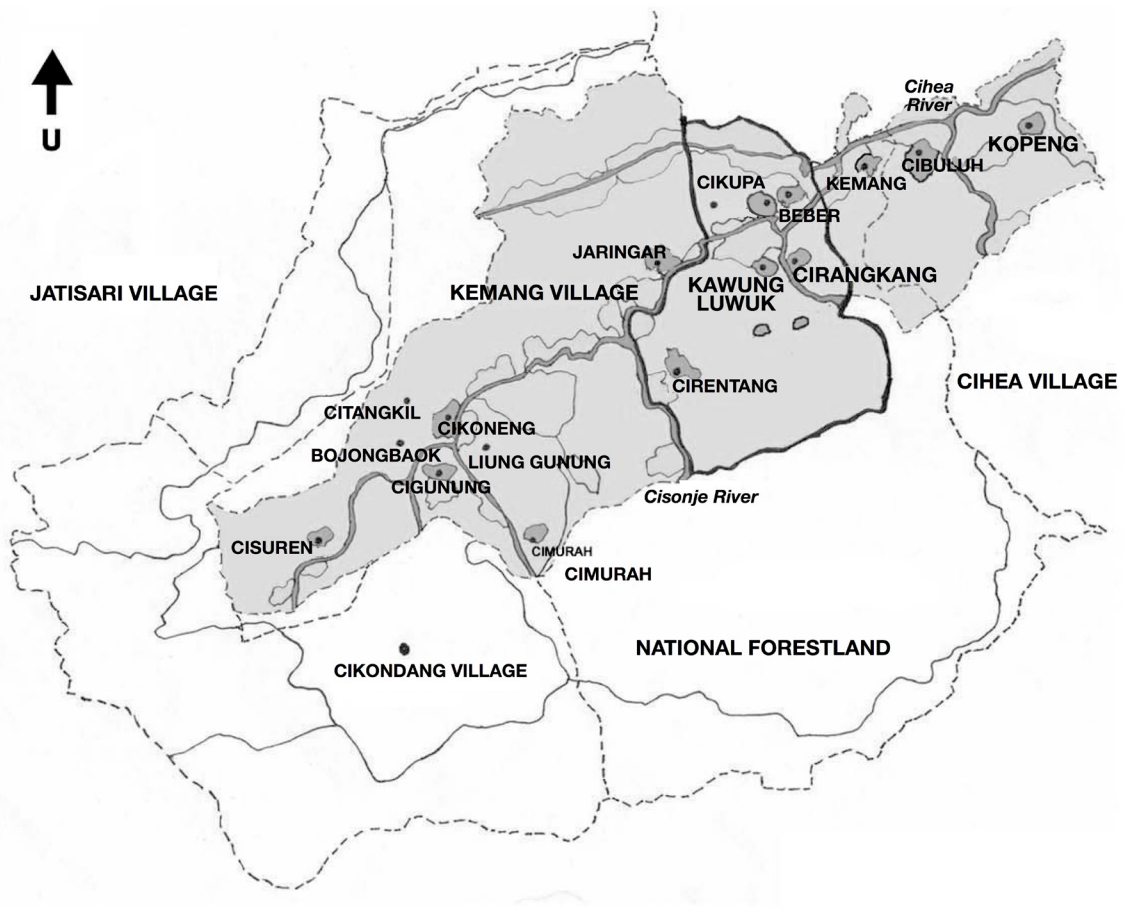 U
Cihea
River
KOPENG
CIBULUH
KEMANG
CIKUPA
BEBER
JARINGAR
CIRANGKANG
KAWUNG
LUWUK
KEMANG VILLAGE
JATISARI VILLAGE
CIRENTANG
CIHEA VILLAGE
CITANGKIL
CIKONENG
BOJONGBAOK
LIUNG GUNUNG
CIGUNUNG
Cisonje River
CISUREN
CIMURAH
CIMURAH
NATIONAL FORESTLAND
CIKONDANG VILLAGE